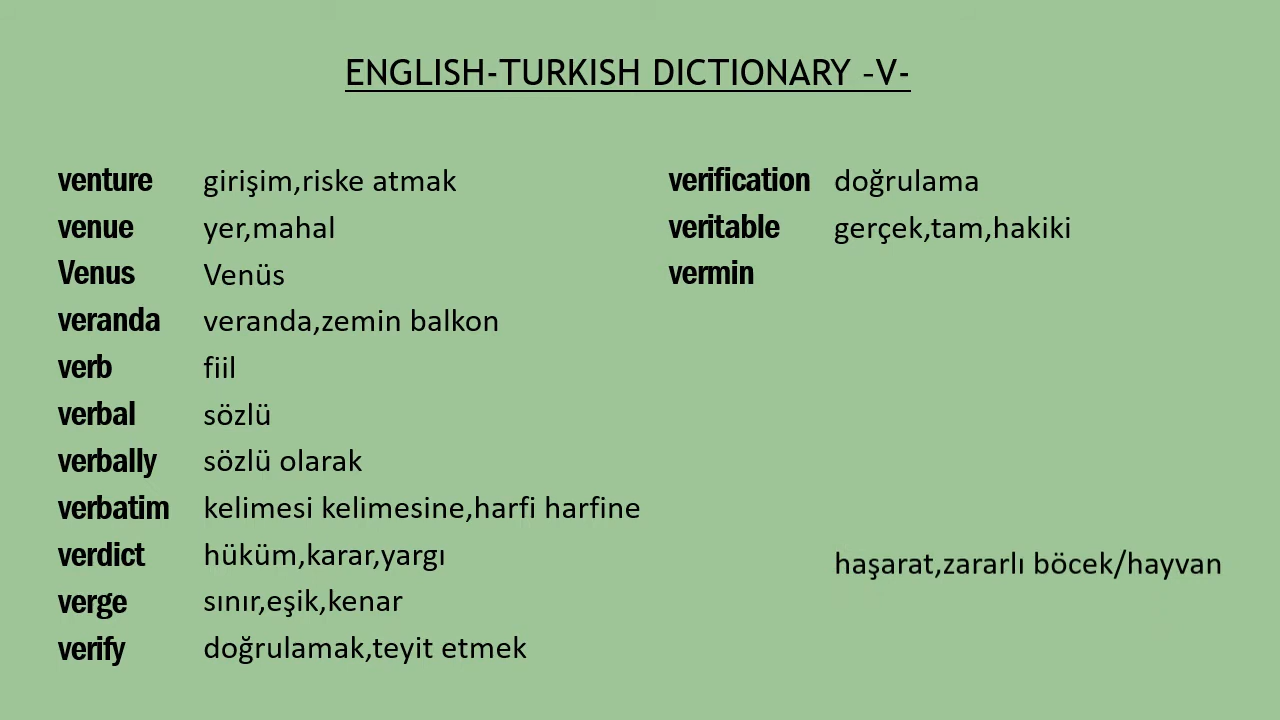 ENGLISH-TURKISH DICTIONARY –V-
venture girişim,riske atmak
venue yer,mahal
Venus Venüs
veranda veranda,zemin balkon
verb fiil
verbal sözlü
verbally sözlü olarak
verbatim kelimesi kelimesine,harfi harfine
verdict hüküm,karar,yargı
verge sınır,eşik,kenar
verify doğrulamak,teyit etmek
verification doğrulama
veritable gerçek,tam,hakiki
vermin
haşarat,zararlı böcek/hayvan